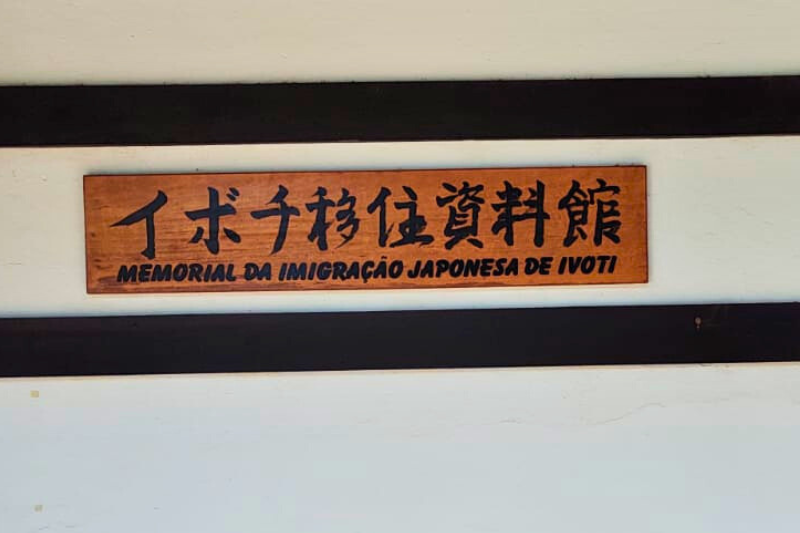 イボチ移住資料館
MEMORIAL DA IMIGRAÇÃO JAPONESA DE IVOTI